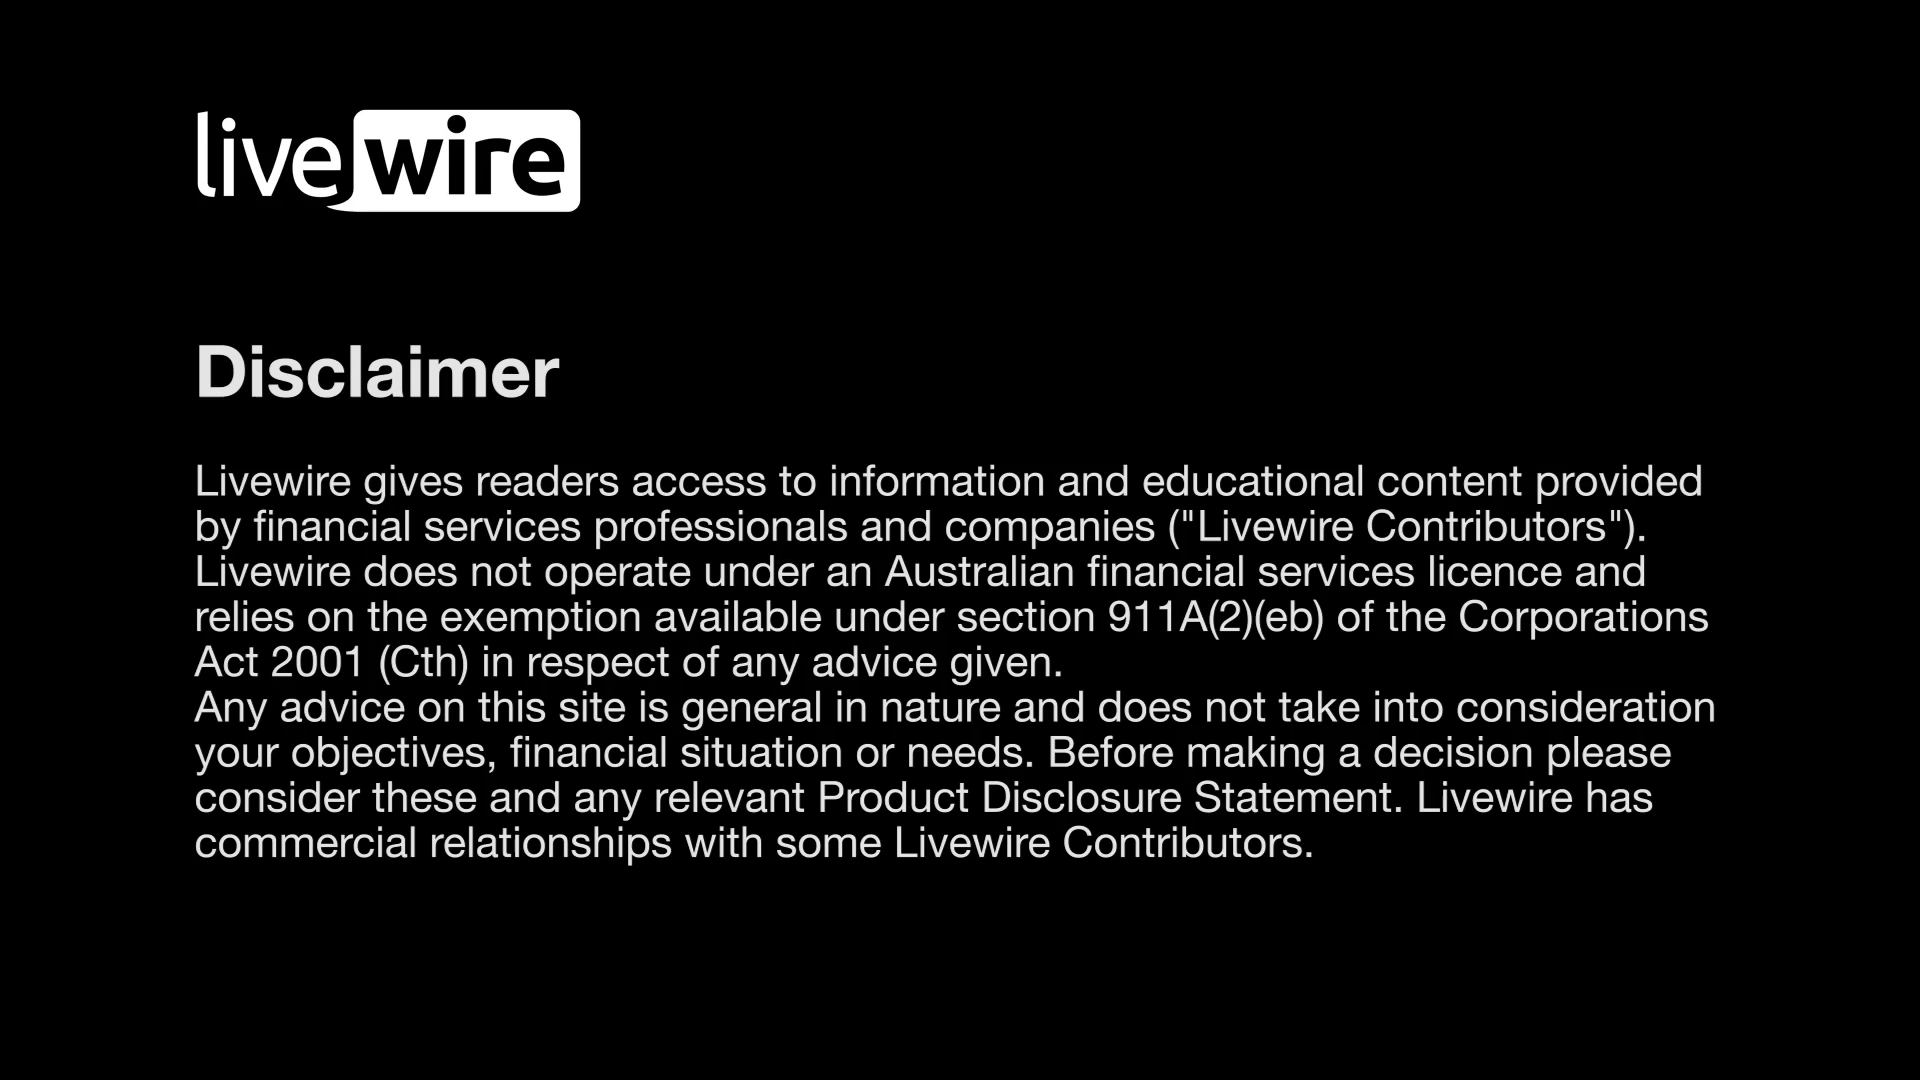 livewire
Disclaimer
Livewire gives readers access to information and educational content provided
by financial services professionals and companies ("Livewire Contributors").
Livewire does not operate under an Australian financial services licence and
relies on the exemption available under section 911A(2)(eb) of the Corporations
Act 2001 (Cth) in respect of any advice given.
Any advice on this site is general in nature and does not take into consideration
your objectives, financial situation or needs. Before making a decision please
consider these and any relevant Product Disclosure Statement. Livewire has
commercial relationships with some Livewire Contributors.